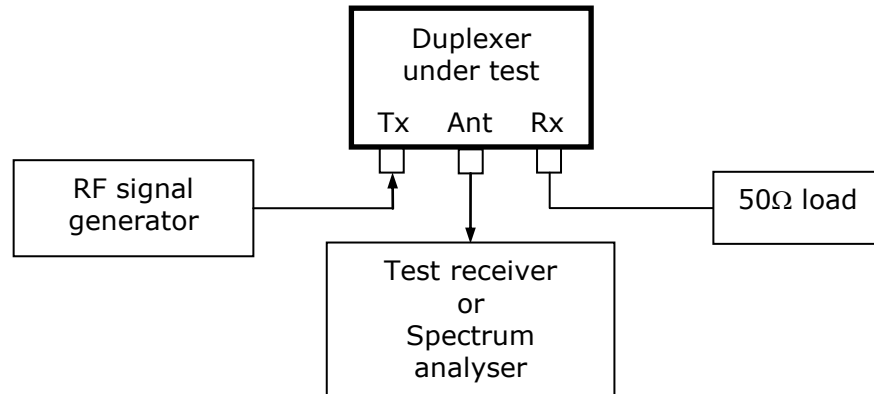 Duplexer
under test
Tx Ant Rx
RF signal
generator
50Ω load
Test receiver
or
Spectrum
analyser